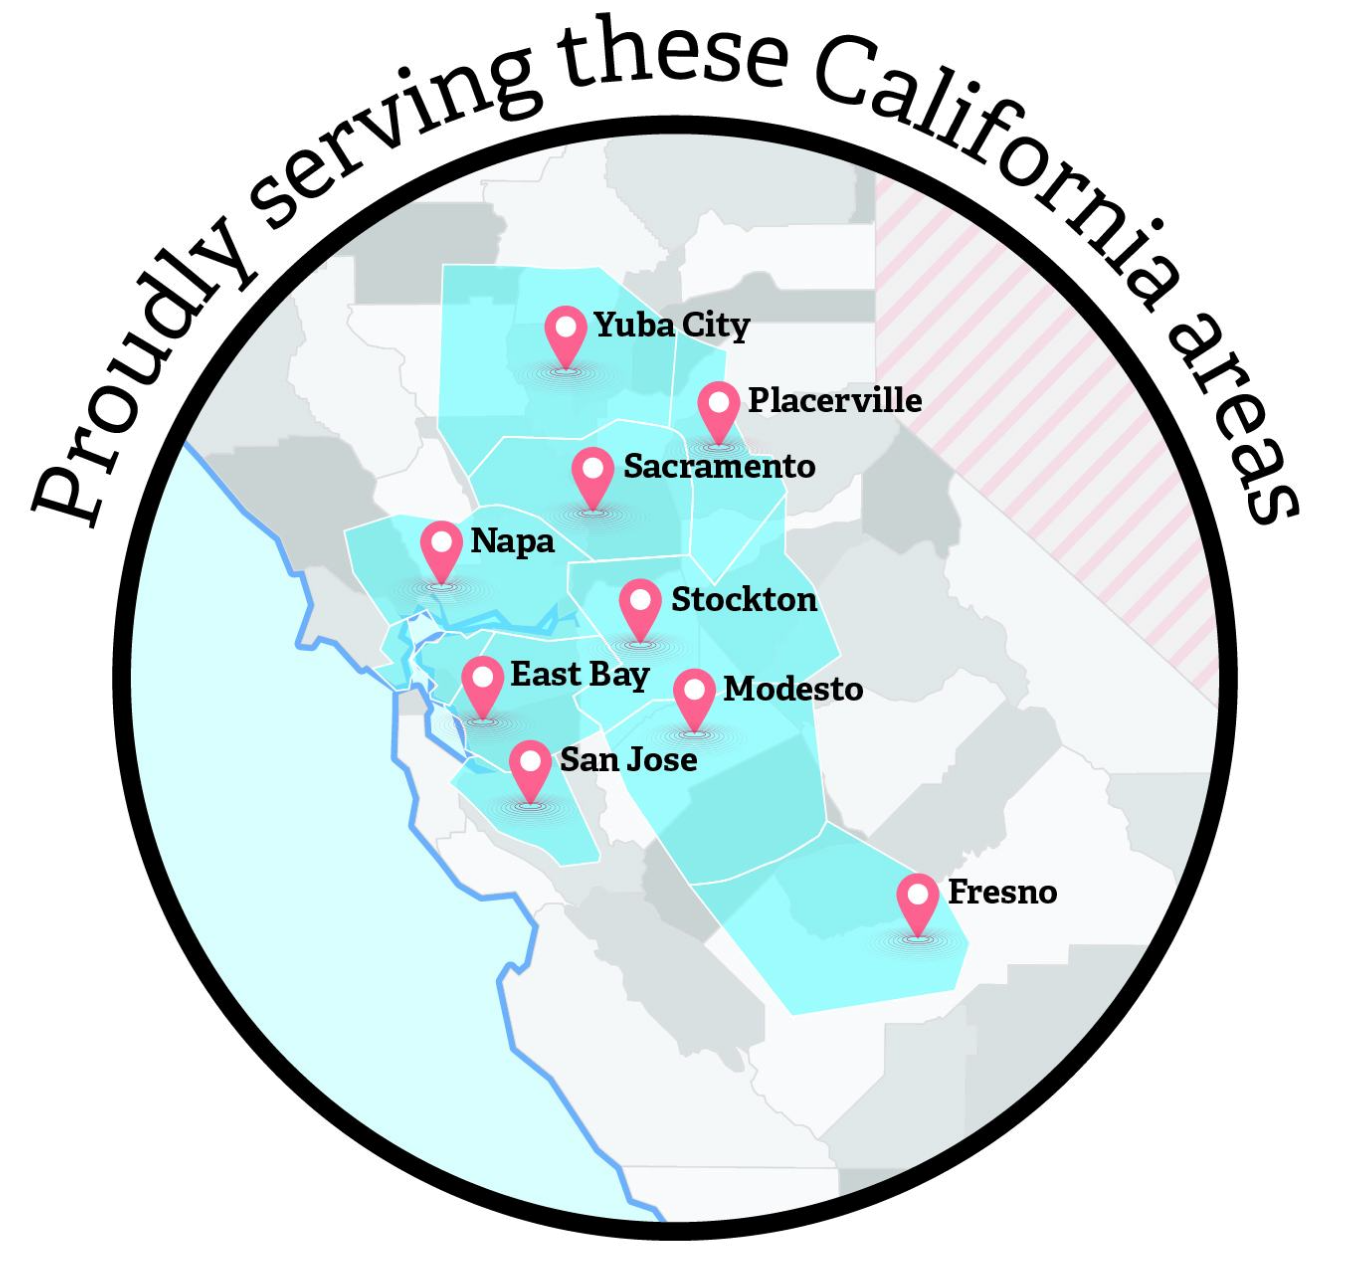 Proudly serving these California areas
Yuba City
Placerville
Sacramento
Napa
Stockton
East Bay
Modesto
San Jose
Fresno